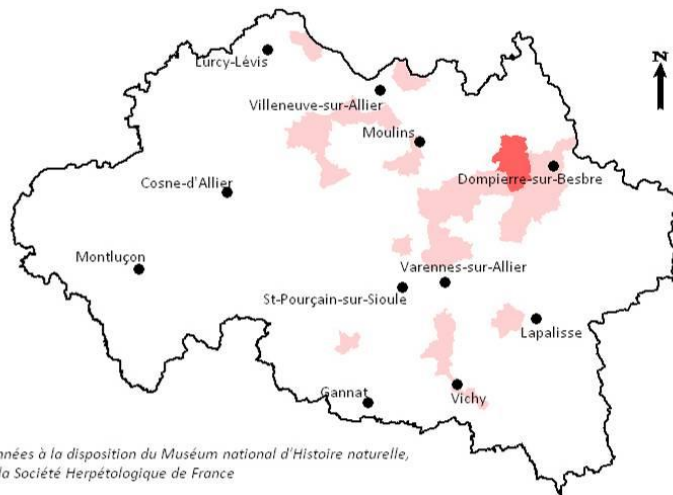 Lurcy-Lévis
N
Villeneuve-sur-Allier
Moulins
Dompierre-sur-Besbre
Cosne-d'Allier
Montluçon
Varennes-sur-Allier
St-Pourçain-sur-Sioule
Lapalisse
Gannat
Vichy
nnées à la disposition du Muséum national d'Histoire naturelle,
la Société Herpétologique de France